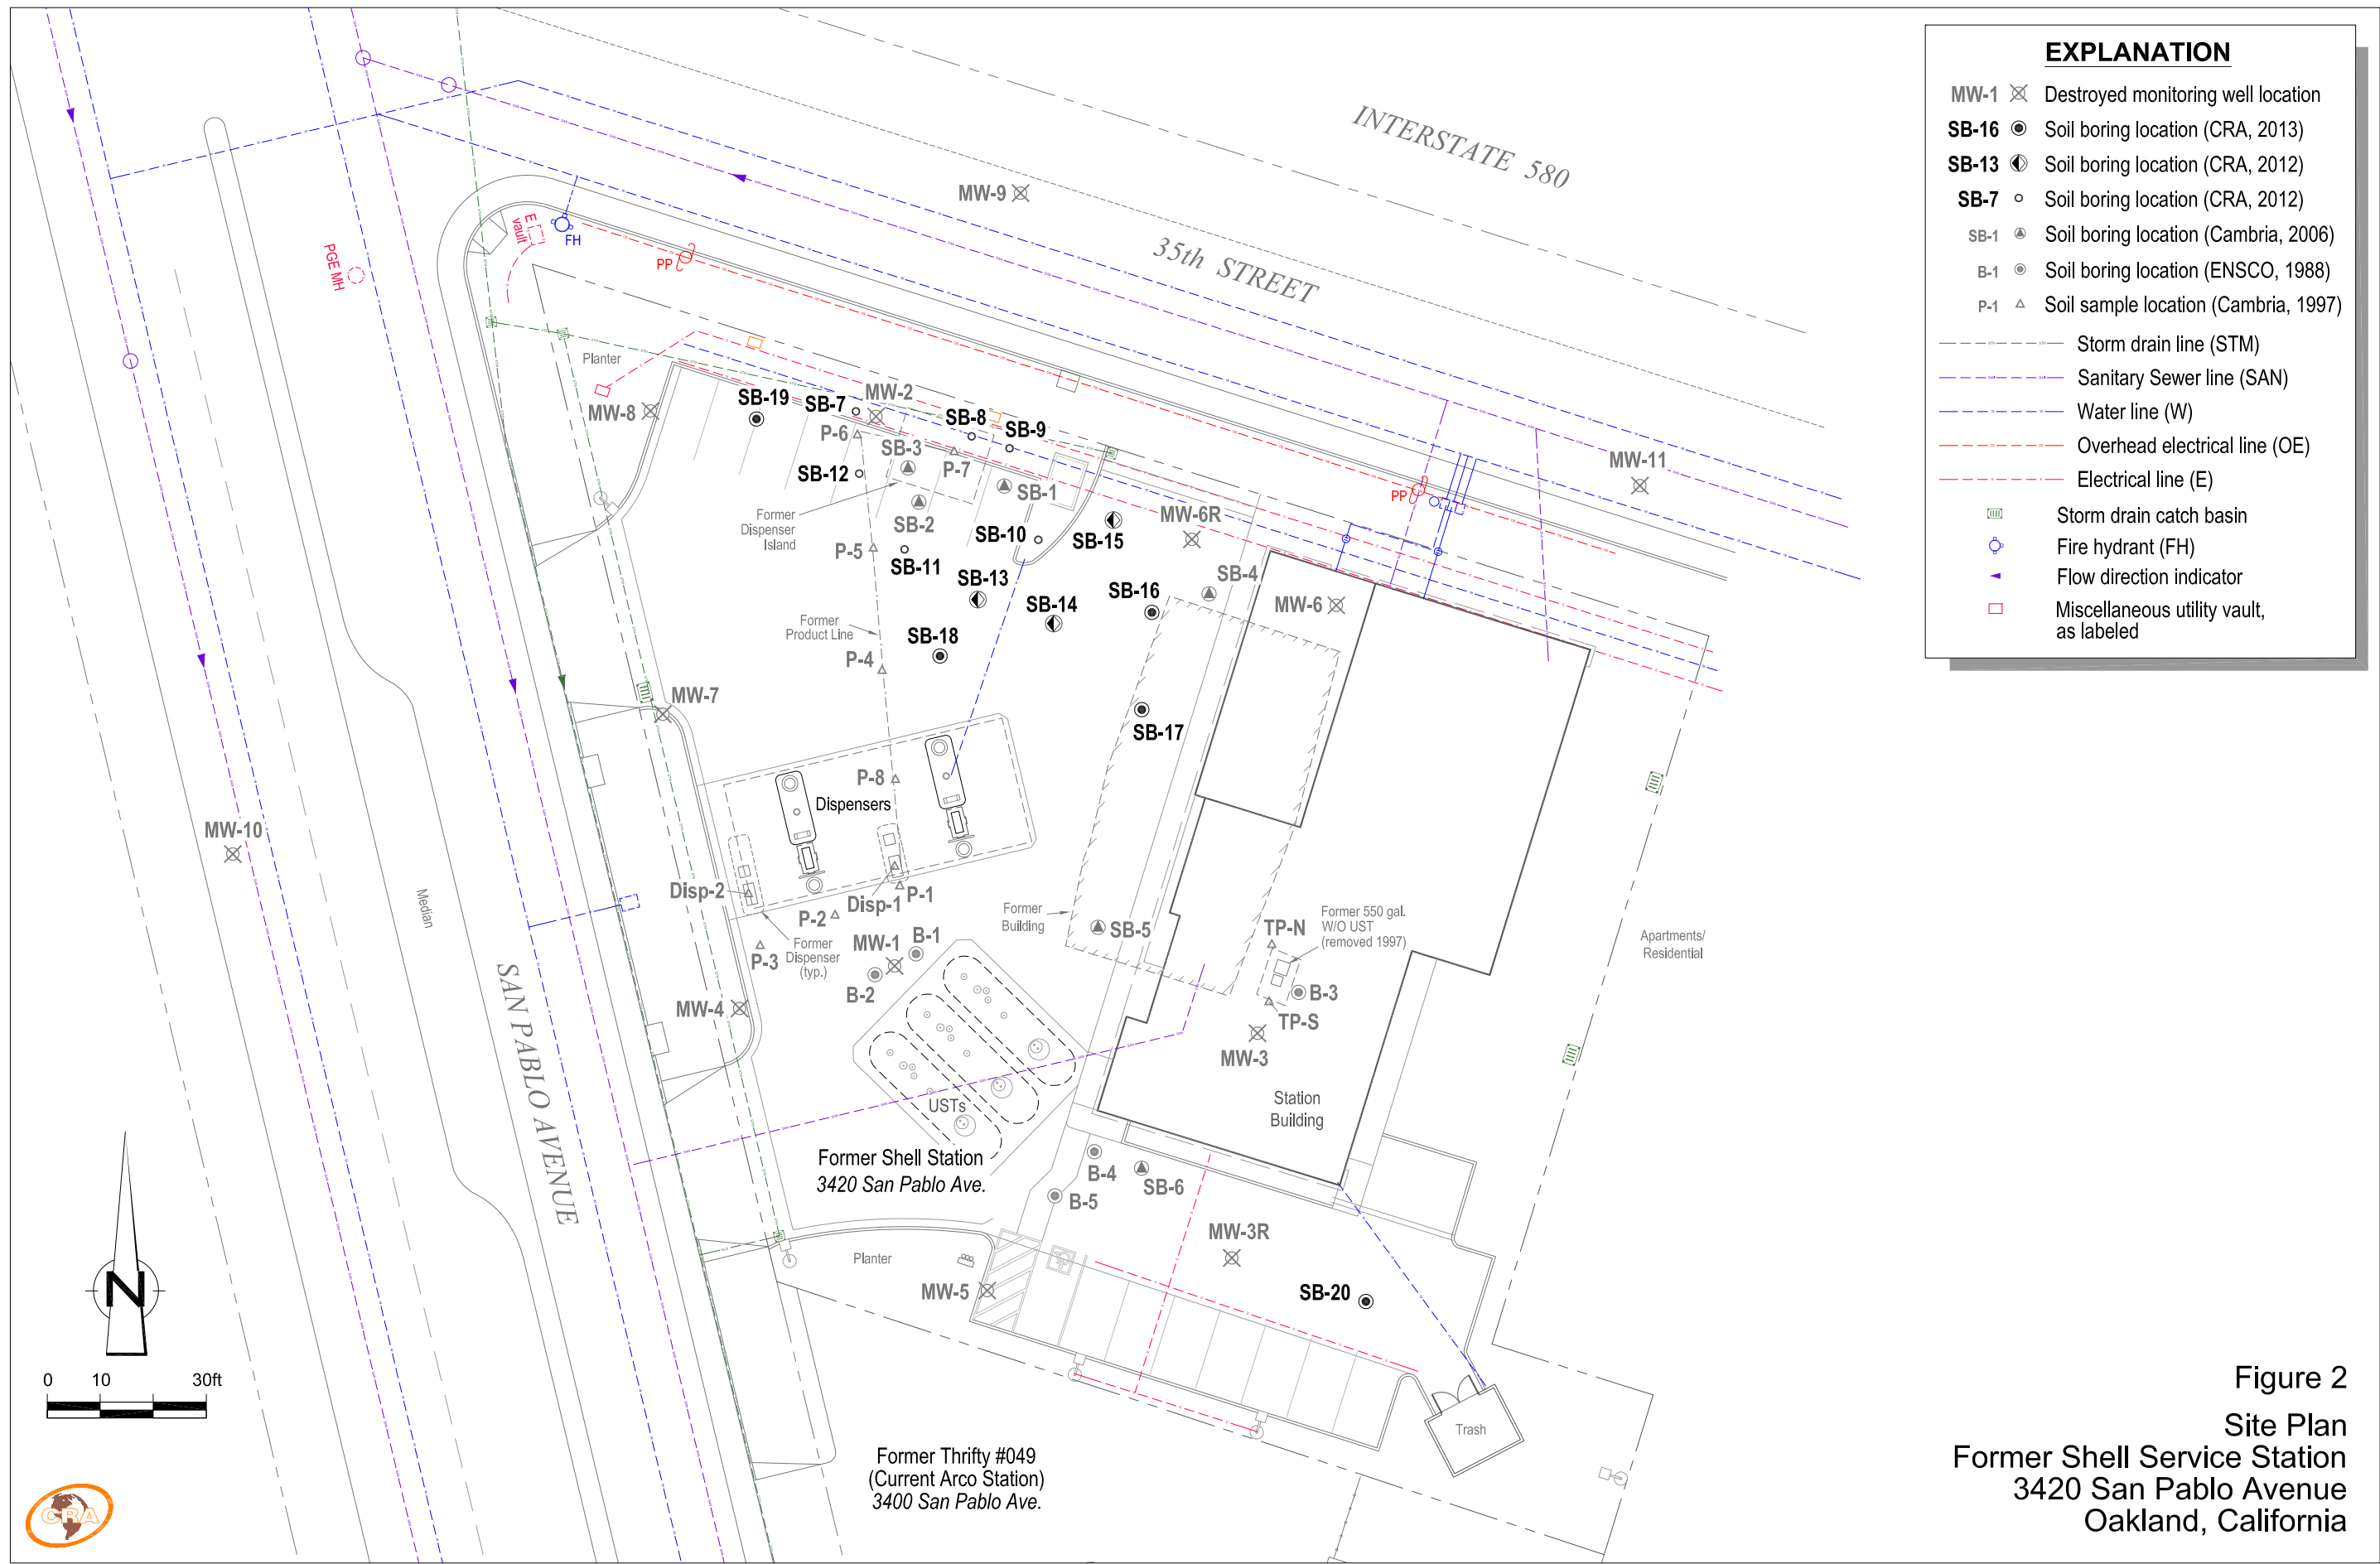 EXPLANATION
MW-1 Destroyed monitoring well location
SB-16 Soil boring location (CRA, 2013)
SB-13 Soil boring location (CRA, 2012)
SB-7 Soil boring location (CRA, 2012)
SB-1 Soil boring location (Cambria, 2006)
B-1 Soil boring location (ENSCO, 1988)
P-1 Soil sample location (Cambria, 1997)
Storm drain line (STM)
Sanitary Sewer line (SAN)
Water line (W)
Overhead electrical line (OE)
Electrical line (E)
Storm drain catch basin
Fire hydrant (FH)
Flow direction indicator
Miscellaneous utility vault,
as labeled
INTERSTATE 580
MW-9
35th STREET
E
vault
FH
PGE MH
PP
Planter
MW-8
SB-19
SB-7
MW-2
SB-8
SB-9
P-6
SB-3
P-7
SB-12
SB-1
MW-11
PP
SB-2
Former
Dispenser
Island
P-5
SB-11
SB-10
SB-15
MW-6R
SB-13
SB-14
SB-16
SB-4
MW-6
Former
Product Line
SB-18
P-4
MW-7
SB-17
P-8
Dispensers
MW-10
Median
Disp-2
Disp-1
P-1
P-2
P-3
Former
Dispenser
(typ.)
MW-1
B-1
B-2
MW-4
Former
Building
SB-5
TP-N
Former 550 gal.
W/O UST
(removed 1997)
B-3
TP-S
MW-3
Apartments/
Residential
SAN PABLO AVENUE
USTs
Station
Building
Former Shell Station
3420 San Pablo Ave.
B-4
SB-6
B-5
MW-3R
Planter
MW-5
SB-20
Trash
N
0 10 30ft
CRA
Former Thrifty #049
(Current Arco Station)
3400 San Pablo Ave.
Figure 2
Site Plan
Former Shell Service Station
3420 San Pablo Avenue
Oakland, California